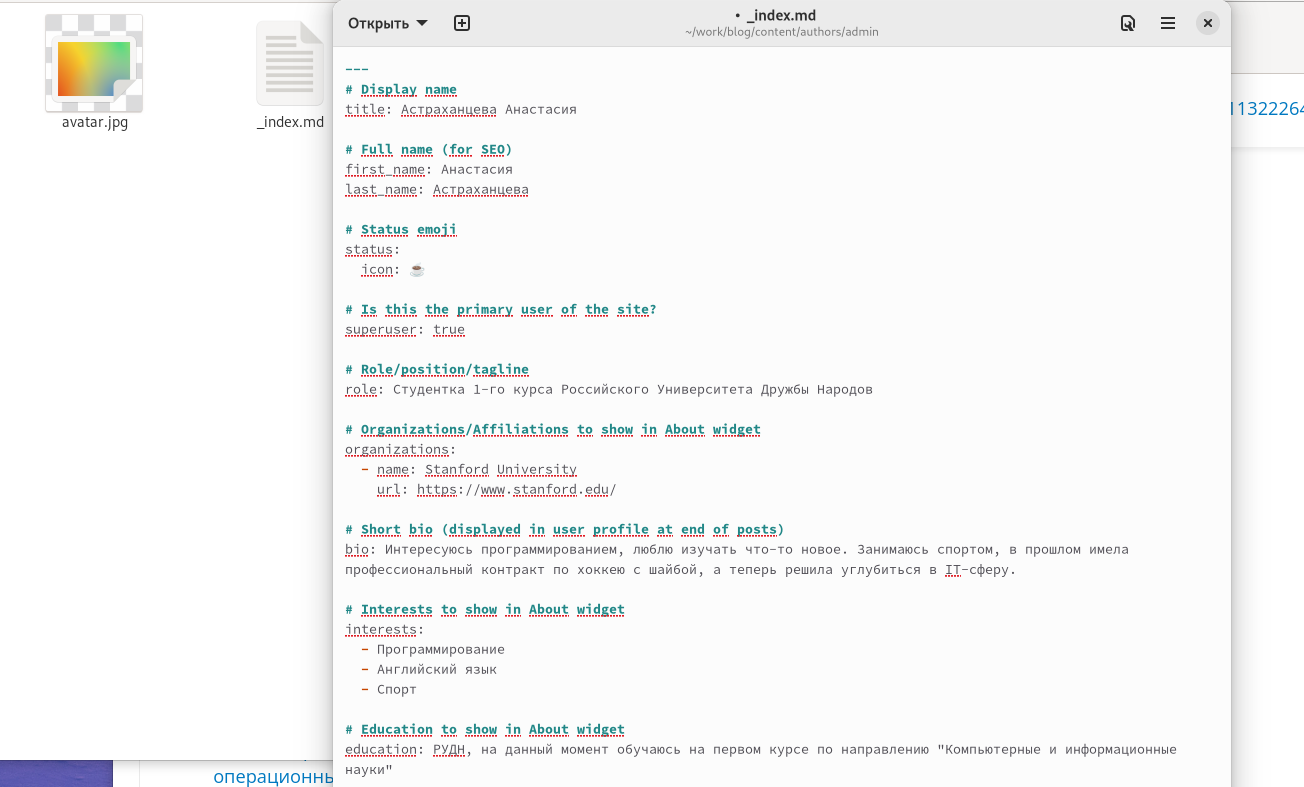 Открыть
• _index.md
~/work/blog/content/authors/admin
avatar.jpg
_index.md
---
# Display name
title: Астраханцева Анастасия
# Full name (for SEO)
first_name: Анастасия
last_name: Астраханцева
# Status emoji
status:
icon: ☕
# Is this the primary user of the site?
superuser: true
# Role/position/tagline
role: Студентка 1-го курса Российского Университета Дружбы Народов
# Organizations/Affiliations to show in About widget
organizations:
- name: Stanford University
url: https://www.stanford.edu/
# Short bio (displayed in user profile at end of posts)
bio: Интересуюсь программированием, люблю изучать что-то новое. Занимаюсь спортом, в прошлом имела
профессиональный контракт по хоккею с шайбой, а теперь решила углубиться в IT-сферу.
# Interests to show in About widget
interests:
- Программирование
- Английский язык
- Спорт
# Education to show in About widget
education: РУДН, на данный момент обучаюсь на первом курсе по направлению "Компьютерные и информационные
науки"